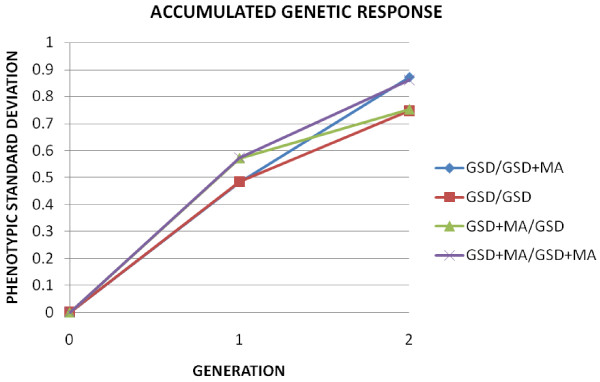 ACCUMULATED GENETIC RESPONSE
PHENOTYPIC STANDARD DEVIATION
1
0.9
0.8
0.7
0.6
0.5
0.4
0.3
0.2
0.1
0
0 1 2
GENERATION
GSD/GSD+MA
GSD/GSD
GSD+MA/GSD
GSD+MA/GSD+MA